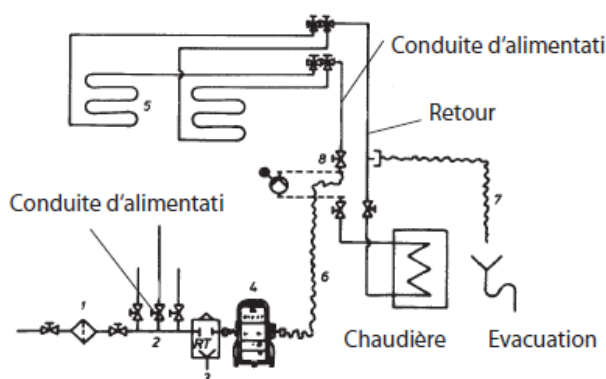 Conduite d'alimentati
Retour
5
8
7
Conduite d'alimentati
6
4
1
2
RT
3
Chaudière
Evacuation